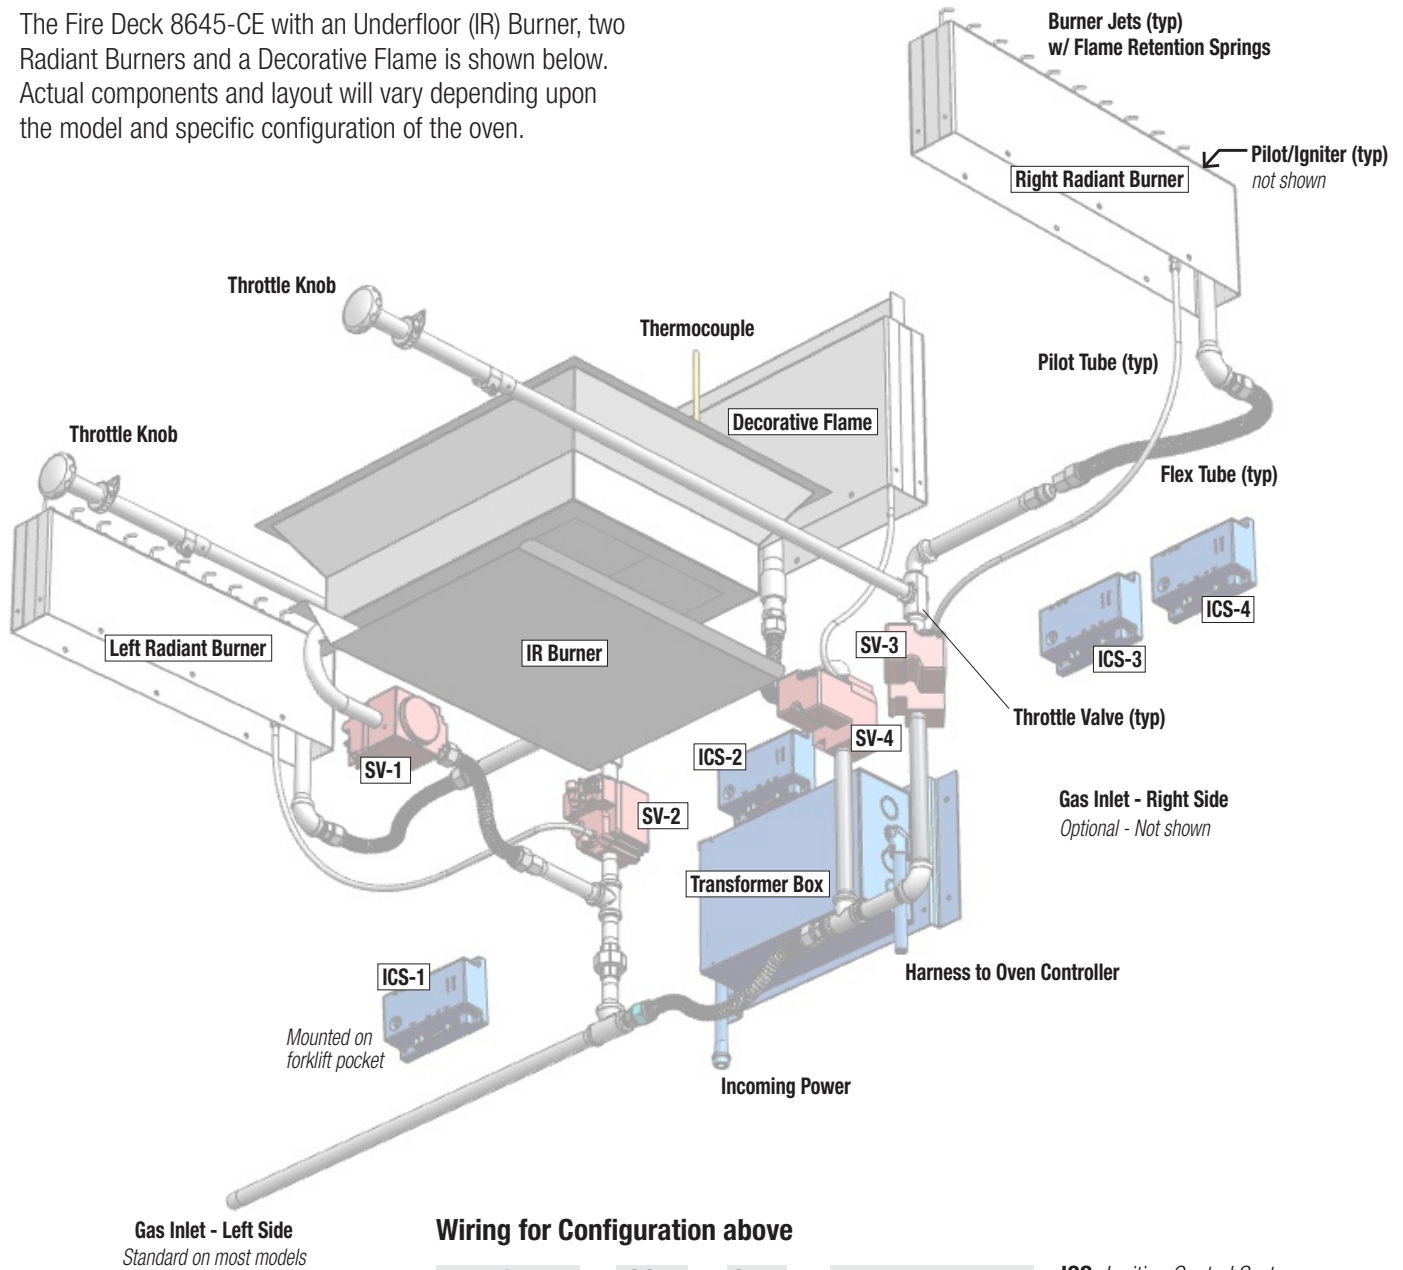 The Fire Deck 8645-CE with an Underfloor (IR) Burner, two
Radiant Burners and a Decorative Flame is shown below.
Actual components and layout will vary depending upon
the model and specific configuration of the oven.
Burner Jets (typ)
w/ Flame Retention Springs
Pilot/Igniter (typ)
not shown
Right Radiant Burner
Throttle Knob
Thermocouple
Pilot Tube (typ)
Decorative Flame
Throttle Knob
Flex Tube (typ)
ICS-4
ICS-3
SV-3
Left Radiant Burner
IR Burner
Throttle Valve (typ)
SV-4
ICS-2
SV-1
Gas Inlet - Right Side
Optional - Not shown
SV-2
Transformer Box
Harness to Oven Controller
ICS-1
Mounted on
forklift pocket
Incoming Power
Gas Inlet - Left Side
Standard on most models
Wiring for Configuration above